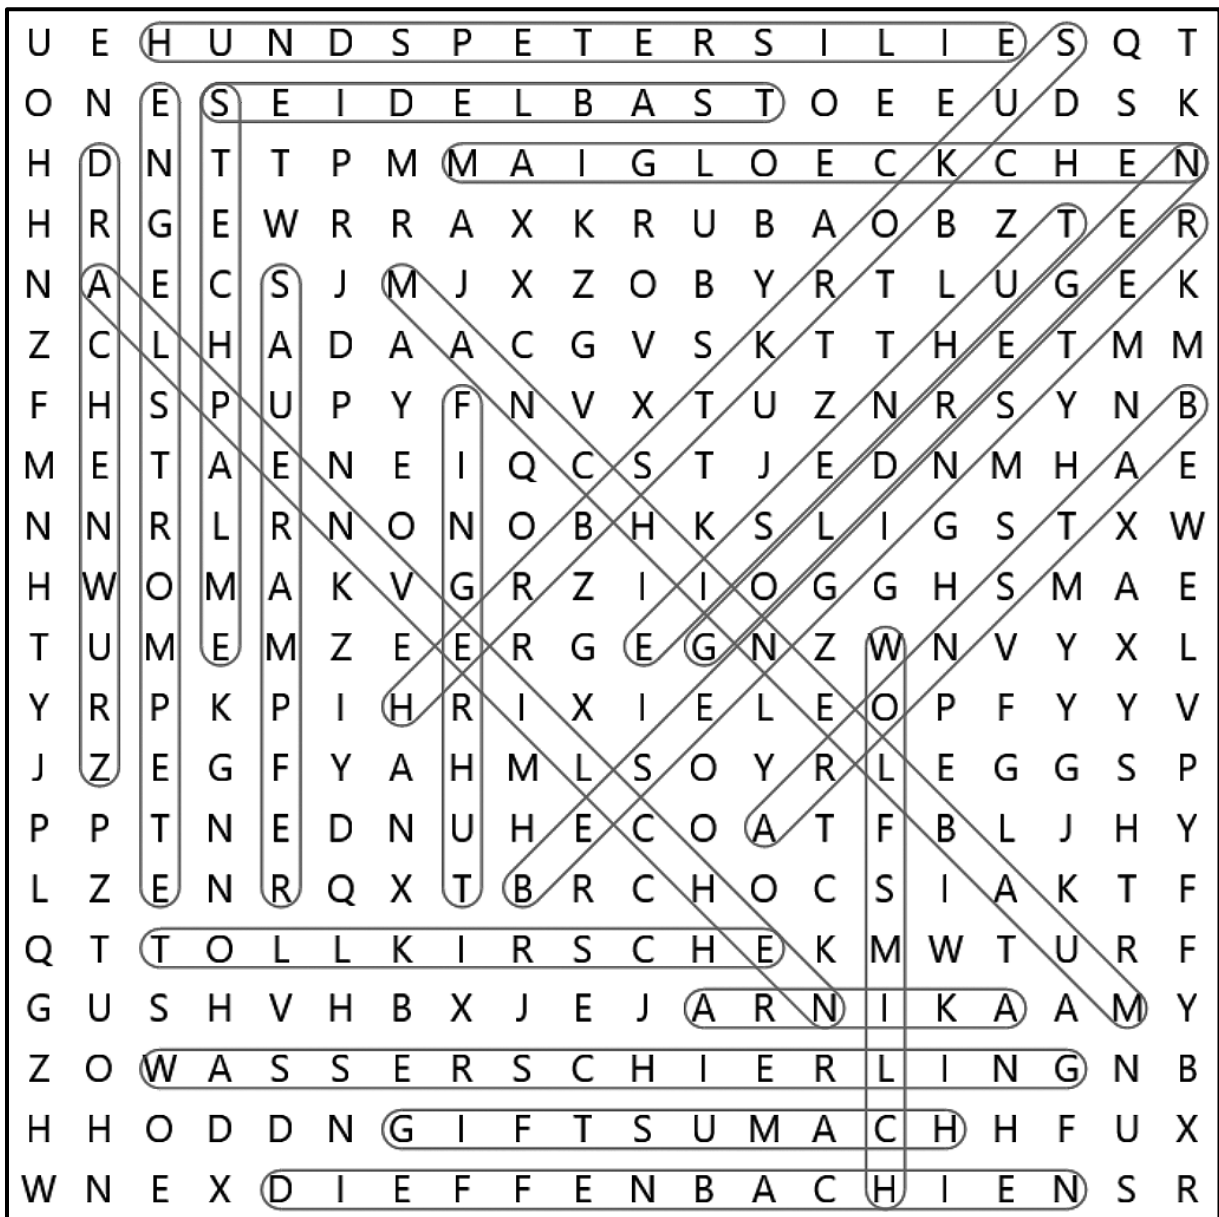 U E H U N D S P E T E R S I L I E S Q T
O N E S E I D E L B A S T O E E U D S K
H D N T T P M M A I G L O E C K C H E N
H R G E W R R A X K R U B A O B Z T E R
N A E C S J M J X Z O B Y R T L U G E K
Z C L H A D A A C G V S K T T H E T M M
F H S P U P Y F N V X T U Z N R S Y N B
M E T A E N E I Q C S T J E D N M H A E
N N R L R N O N O B H K S L I G S T X W
H W O M A K V G R Z I I O G G H S M A E
T U M E M Z E E R G E G N Z W N V Y X L
Y R P K P I H R I X I E L E O P F Y Y V
J Z E G F Y A H M L S O Y R L E G G S P
P P T N E D N U H E C O A T F B L J H Y
L Z E N R Q X T B R C H O C S I A K T F
Q T T O L L K I R S C H E K M W T U R F
G U S H V H B X J E J A R N I K A A M Y
Z O W A S S E R S C H I E R L I N G N B
H H O D D N G I F T S U M A C H H F U X
W N E X D I E F F E N B A C H I E N S R